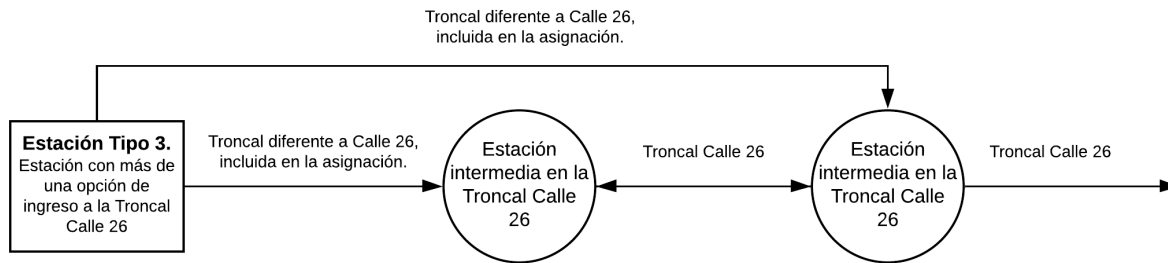 Troncal diferente a Calle 26,
incluida en la asignación.
Estación Tipo 3.
Estación con más de
una opción de
ingreso a la Troncal
Calle 26
Troncal diferente a Calle 26,
incluida en la asignación.
Estación
intermedia en la
Troncal Calle
26
Troncal Calle 26
Estación
intermedia en la
Troncal Calle
26
Troncal Calle 26